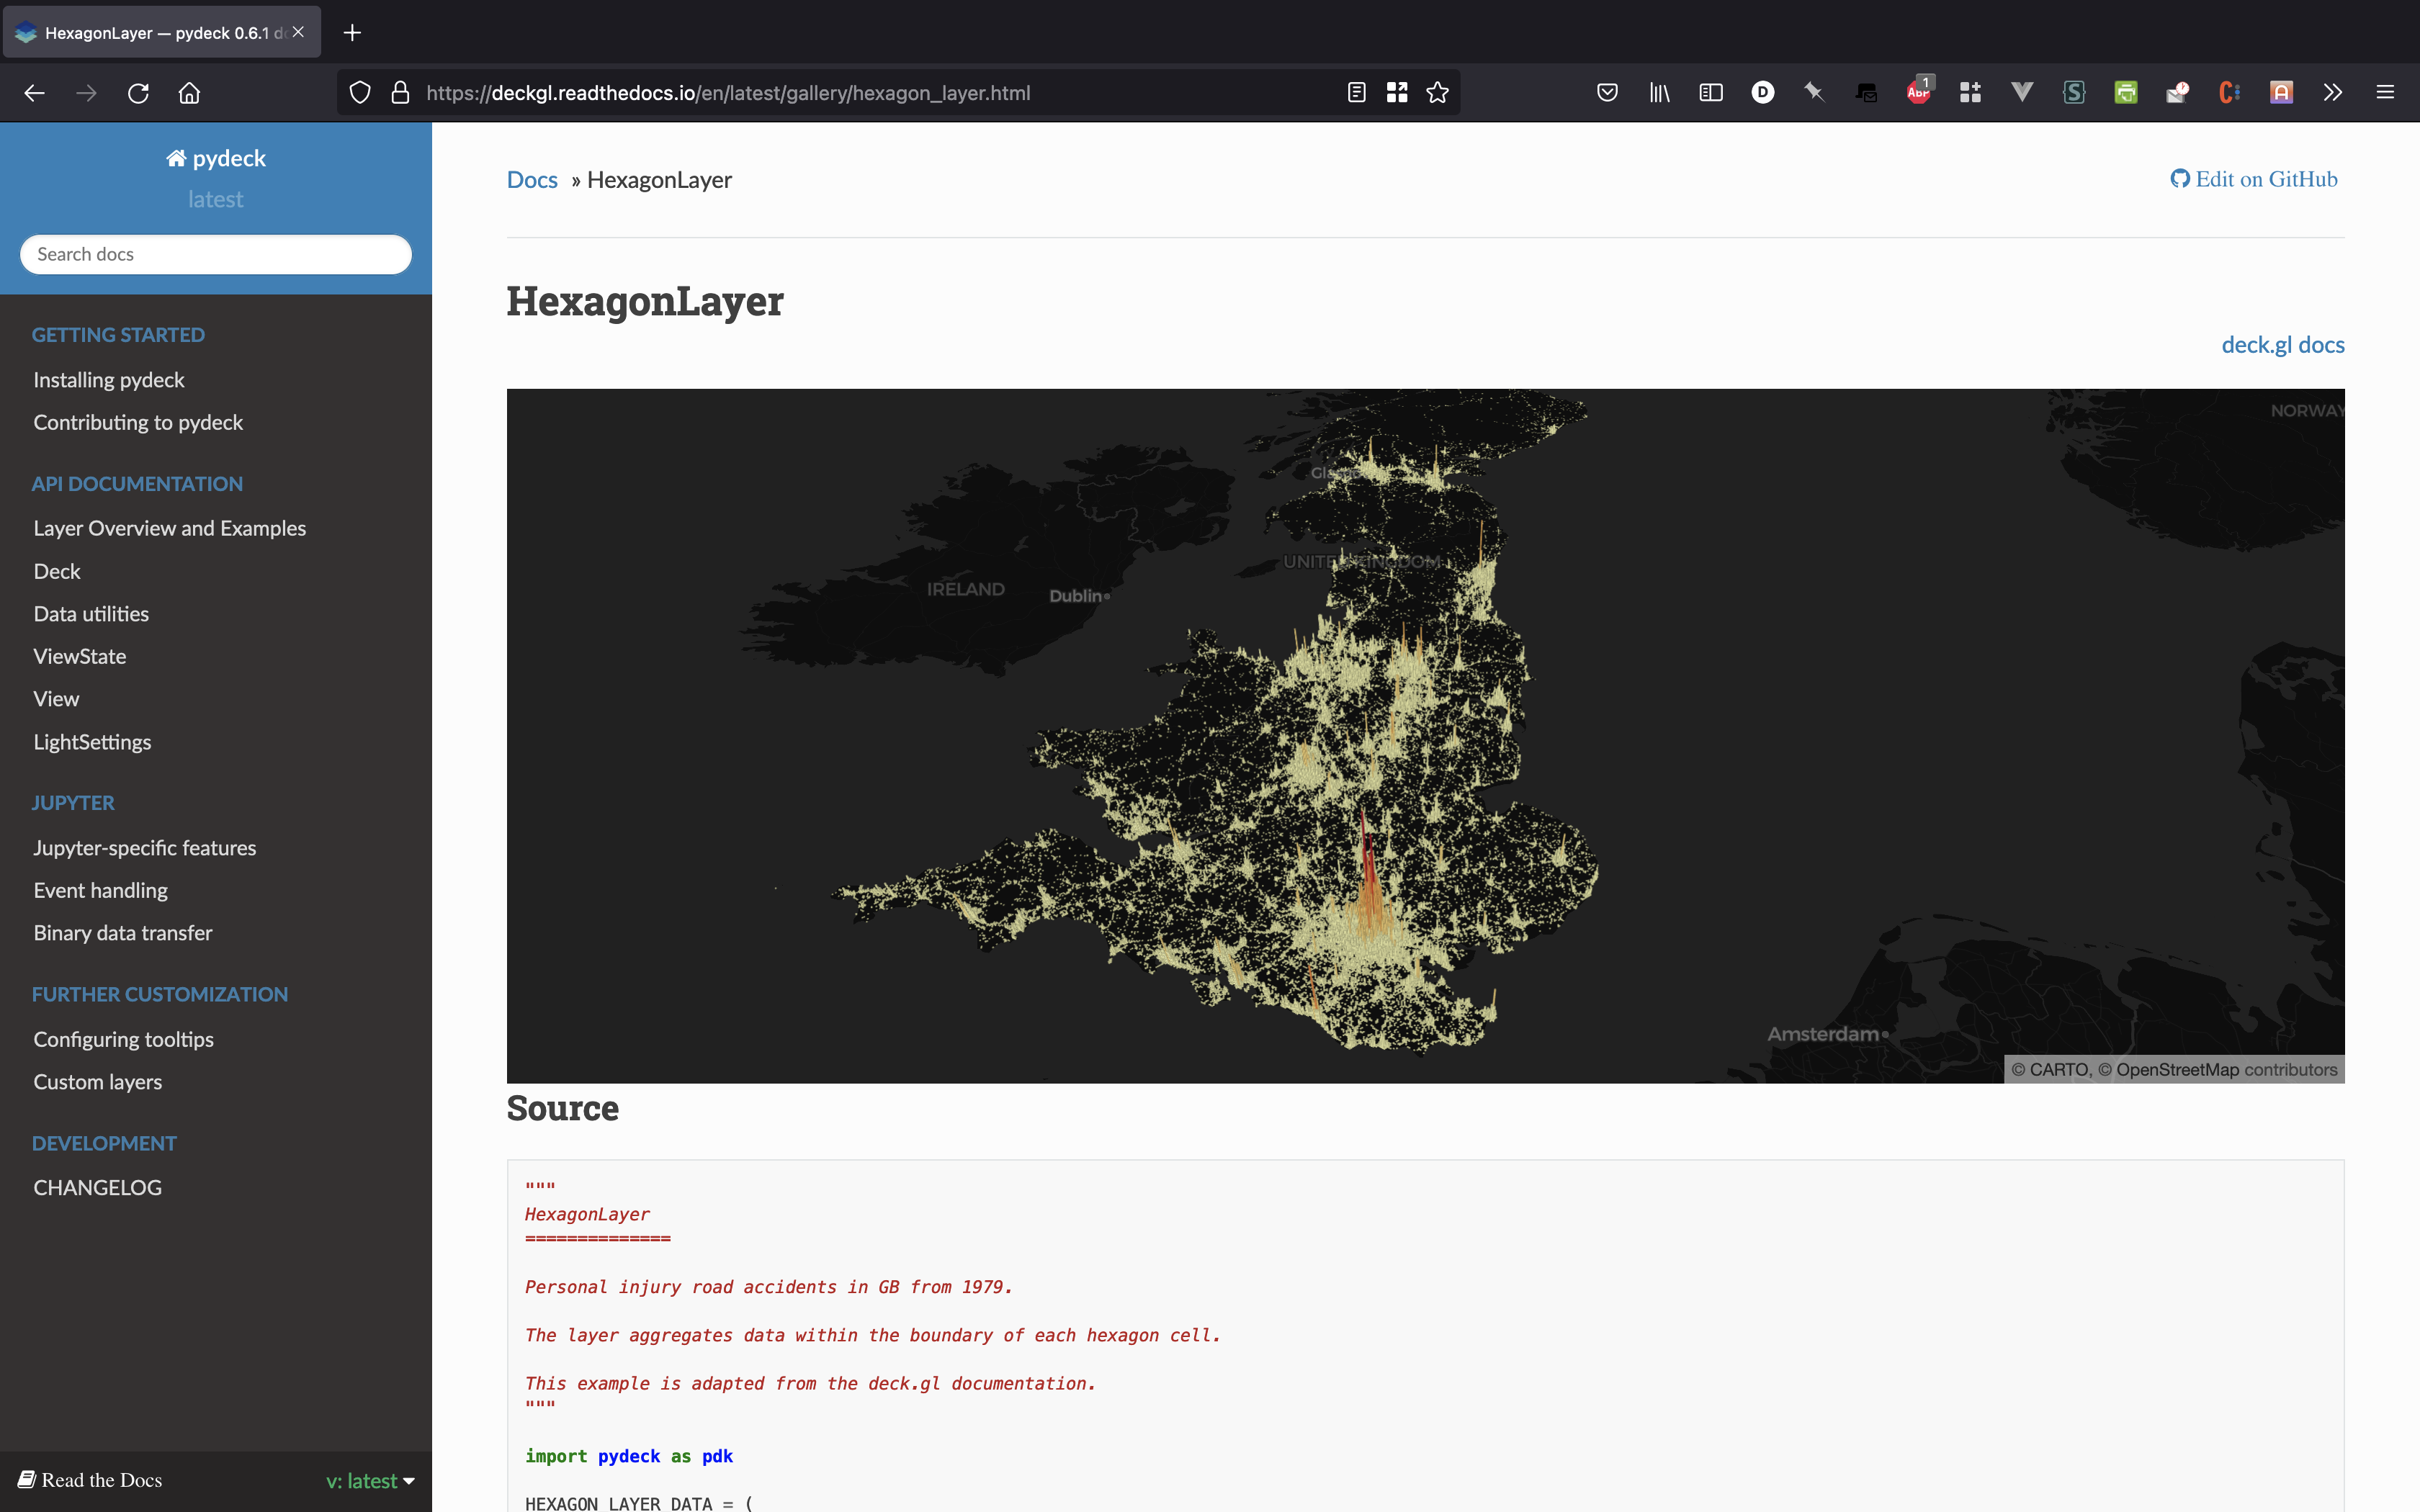 HexagonLayer — pydeck 0.6.1 d
https://deckgl.readthedocs.io/en/latest/gallery/hexagon_layer.html
D
ABP
1
S
C:
A
pydeck
latest
Search docs
GETTING STARTED
Installing pydeck
Contributing to pydeck
API DOCUMENTATION
Layer Overview and Examples
Deck
Data utilities
ViewState
View
LightSettings
JUPYTER
Jupyter-specific features
Event handling
Binary data transfer
FURTHER CUSTOMIZATION
Configuring tooltips
Custom layers
DEVELOPMENT
CHANGELOG
Read the Docs
v: latest
Docs » HexagonLayer
Edit on GitHub
HexagonLayer
deck.gl docs
NORWAY
UNITED KINGDOM
IRELAND
Dublin
Amsterdam
© CARTO, © OpenStreetMap contributors
Source
"""
HexagonLayer
==============
Personal injury road accidents in GB from 1979.
The layer aggregates data within the boundary of each hexagon cell.
This example is adapted from the deck.gl documentation.
"""
import pydeck as pdk
HEXAGON_LAYER_DATA = (